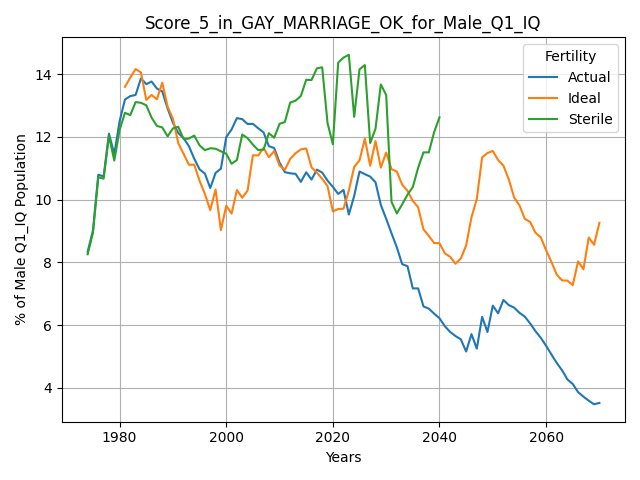 Score_5_in_GAY_MARRIAGE_OK_for_Male_Q1_IQ
% of Male Q1_IQ Population
14
12
10
8
6
4
Fertility
Actual
Ideal
Sterile
1980
2000
2020
2040
2060
Years